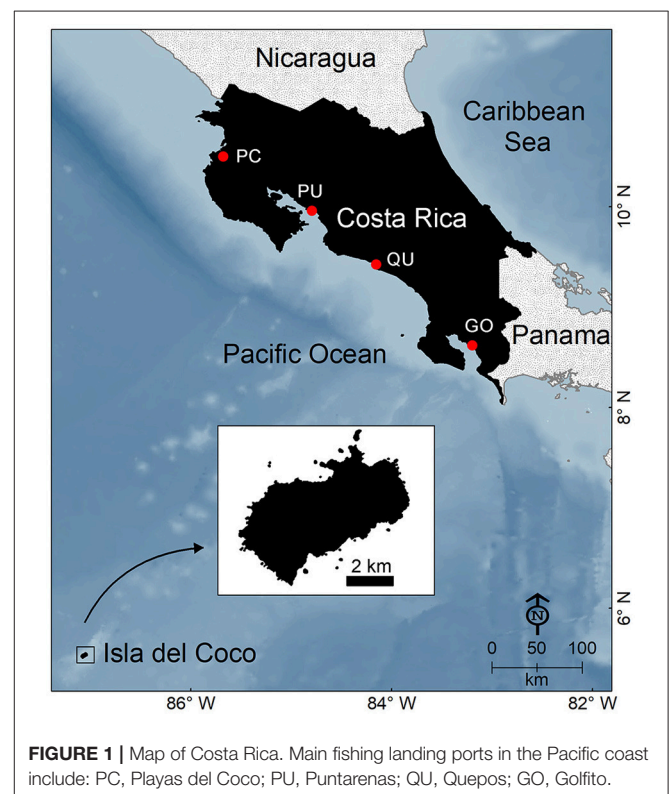 Nicaragua
Caribbean
Sea
PC
PU
Costa Rica
10° N
QU
GO
Panama
Pacific Ocean
8° N
2 km
6° N
N
Isla del Coco
0 50 100
km
86° W 84° W 82° W
FIGURE 1 | Map of Costa Rica. Main fishing landing ports in the Pacific coast
include: PC, Playas del Coco; PU, Puntarenas; QU, Quepos; GO, Golfito.